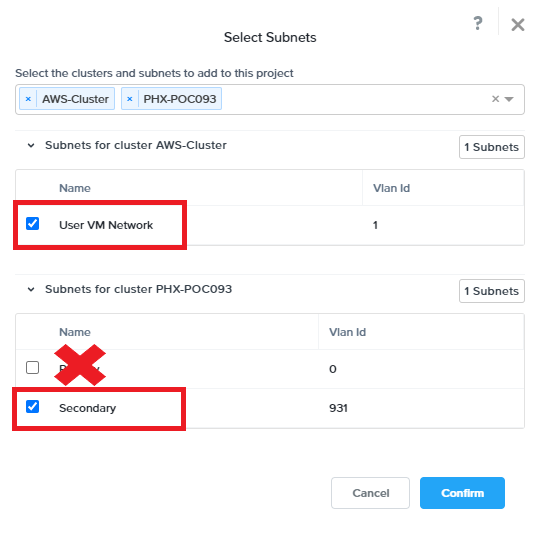 ?
Select Subnets
Select the clusters and subnets to add to this project
× AWS-Cluster × PHX-POC093 ×
Subnets for cluster AWS-Cluster 1 Subnets
Name Vlan Id
User VM Network 1
Subnets for cluster PHX-POC093 1 Subnets
Name Vlan Id
0
Secondary 931
Cancel Confirm